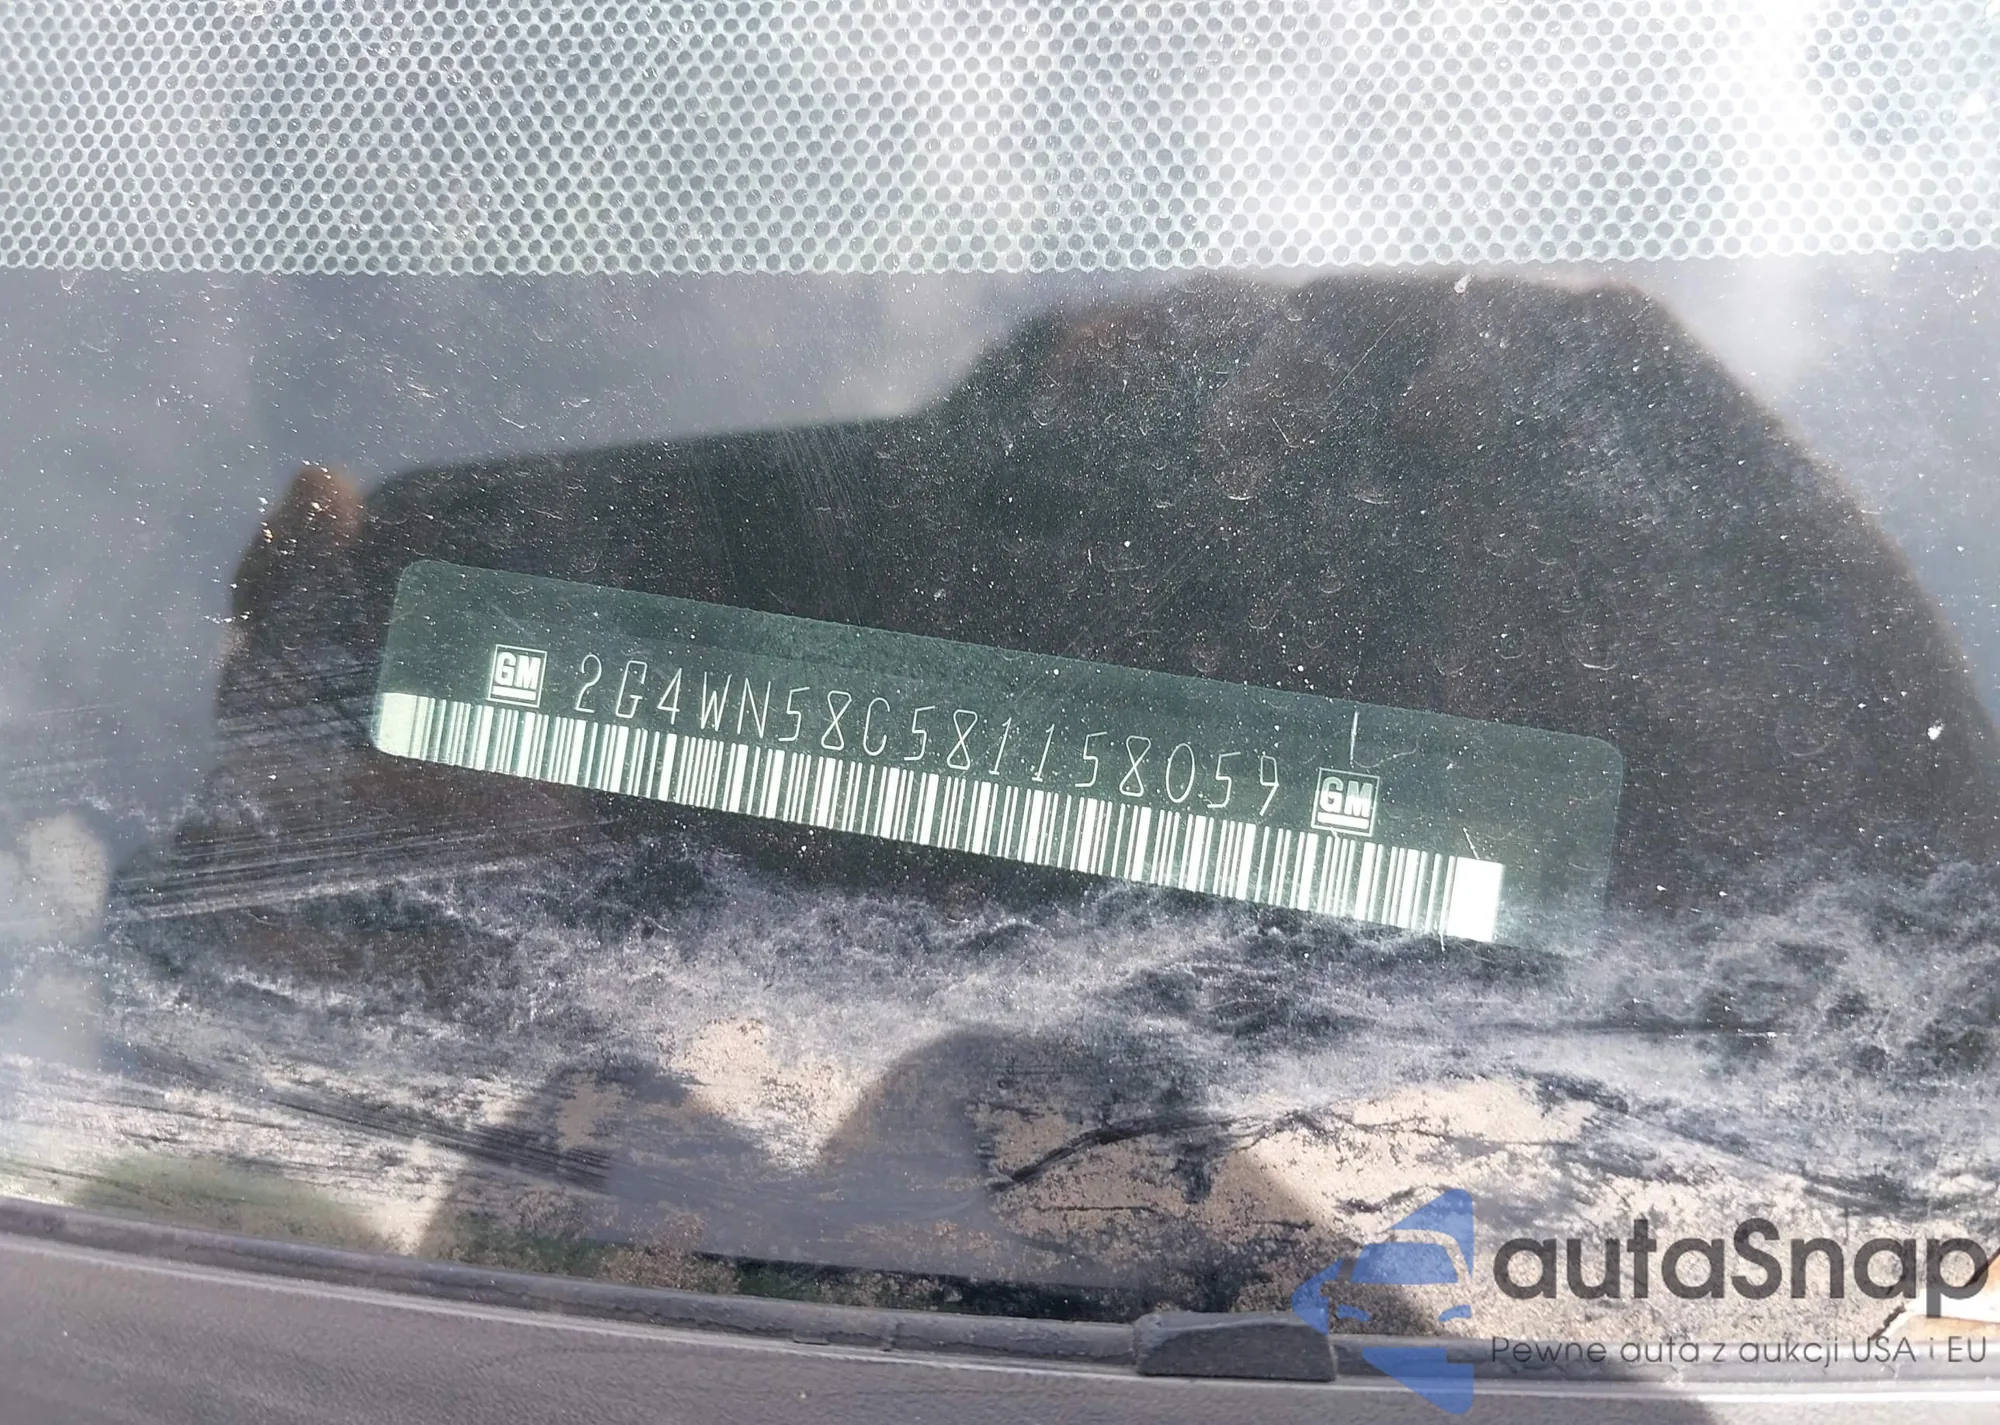 GM 2G4WN58C581158059 GM
autaSnap
Pewne auta z aukcji USA i EU